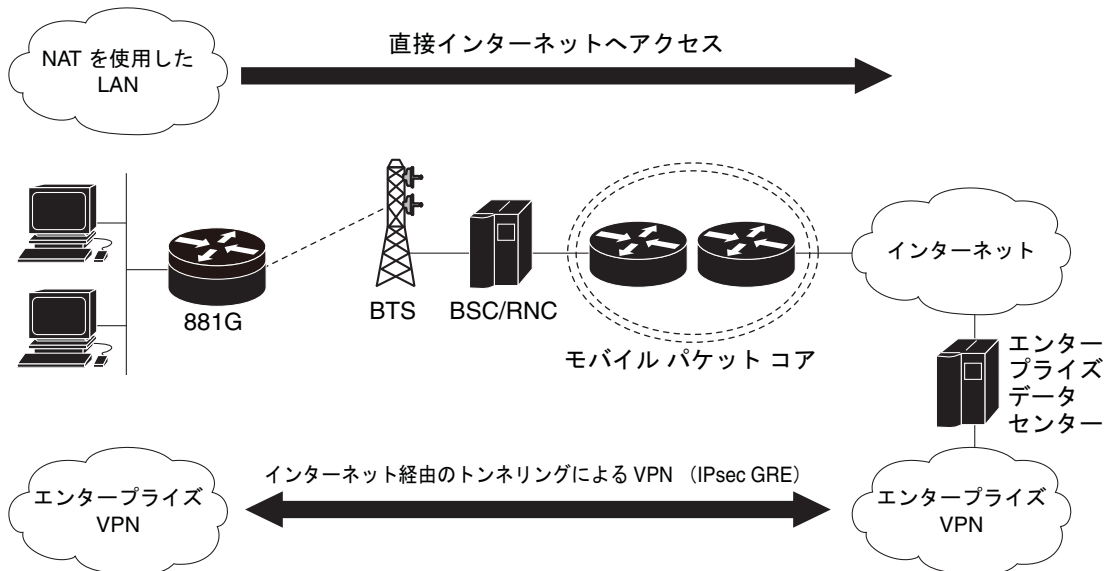 NAT を使用した
LAN
直接インターネットへアクセス
881G
BTS
BSC/RNC
モバイル パケット コア
インターネット
エンター
プライズ
データ
センター
エンタープライズ
VPN
インターネット経由のトンネリングによる VPN （IPsec GRE）
エンタープライズ
VPN